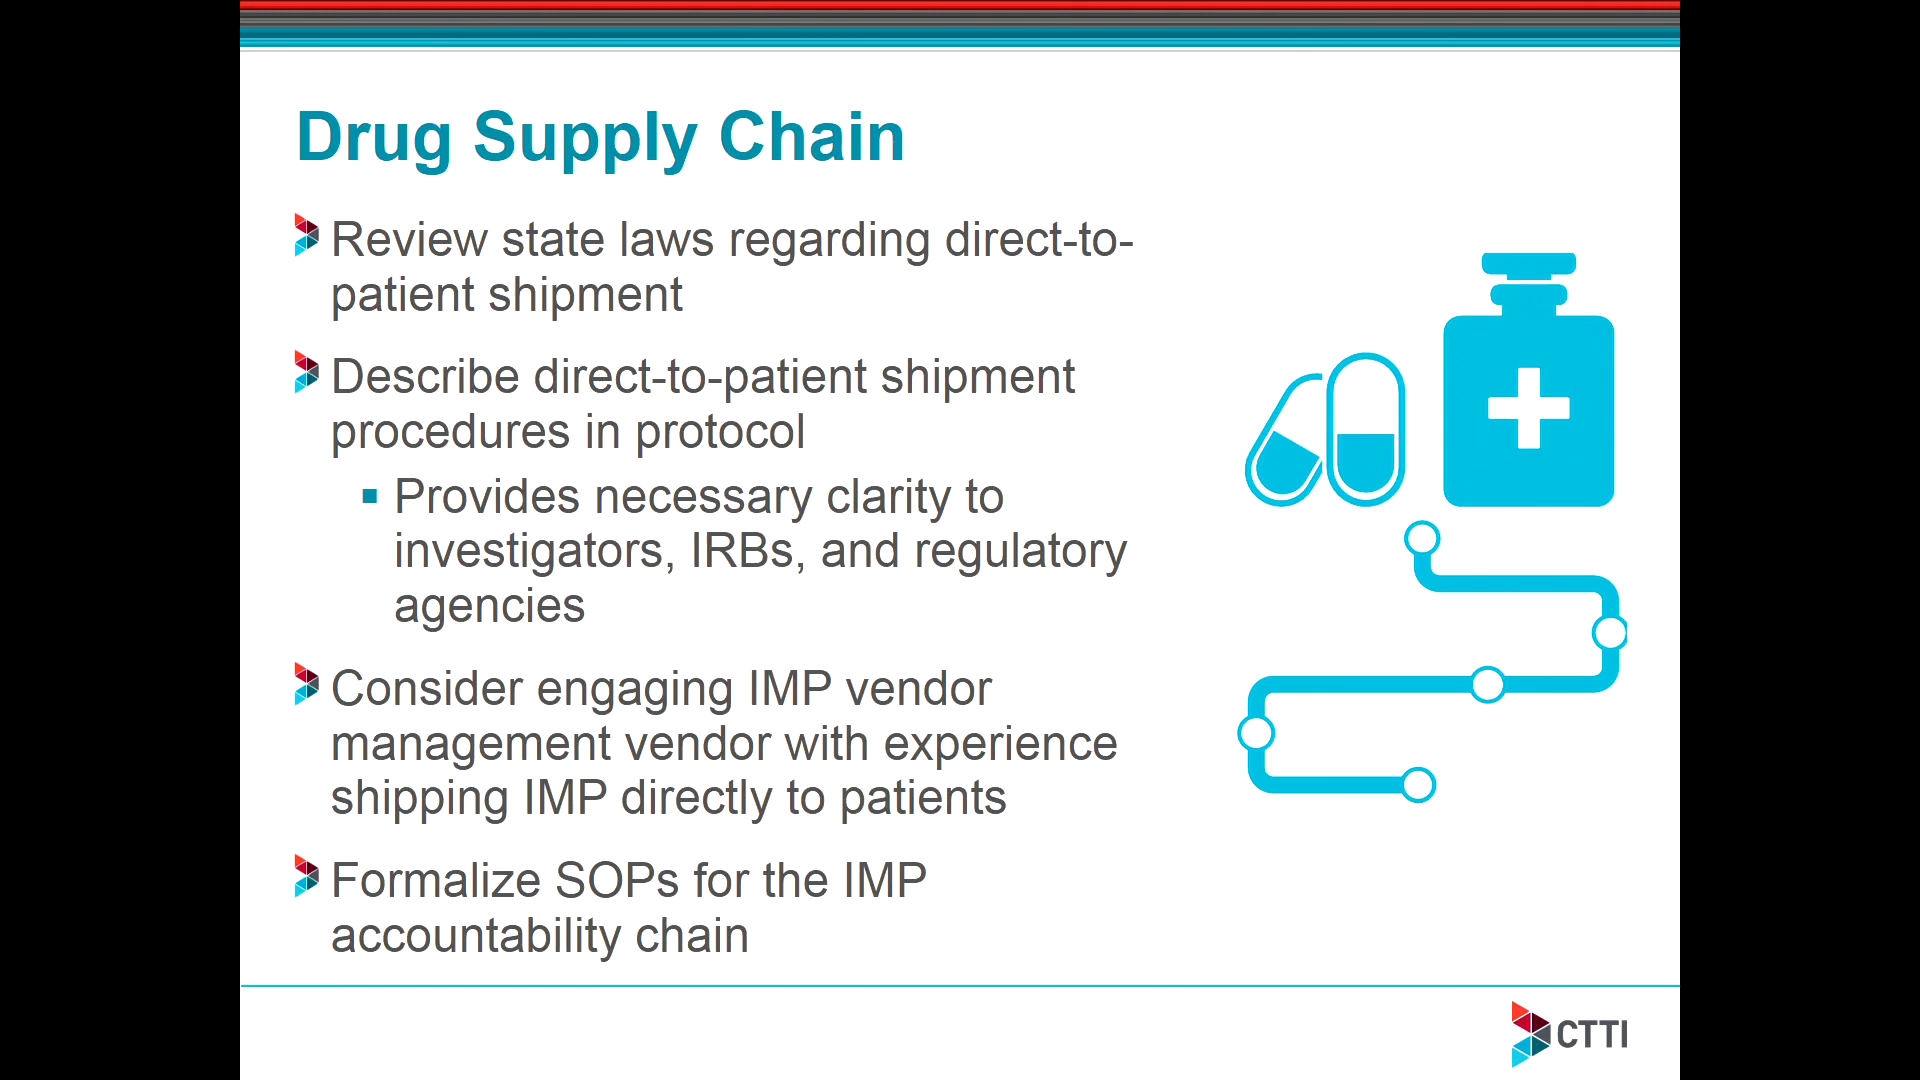 Drug Supply Chain
Review state laws regarding direct-to-
patient shipment
Describe direct-to-patient shipment
procedures in protocol
Provides necessary clarity to
investigators, IRBs, and regulatory
agencies
Consider engaging IMP vendor
management vendor with experience
shipping IMP directly to patients
Formalize SOPs for the IMP
accountability chain
CTTI